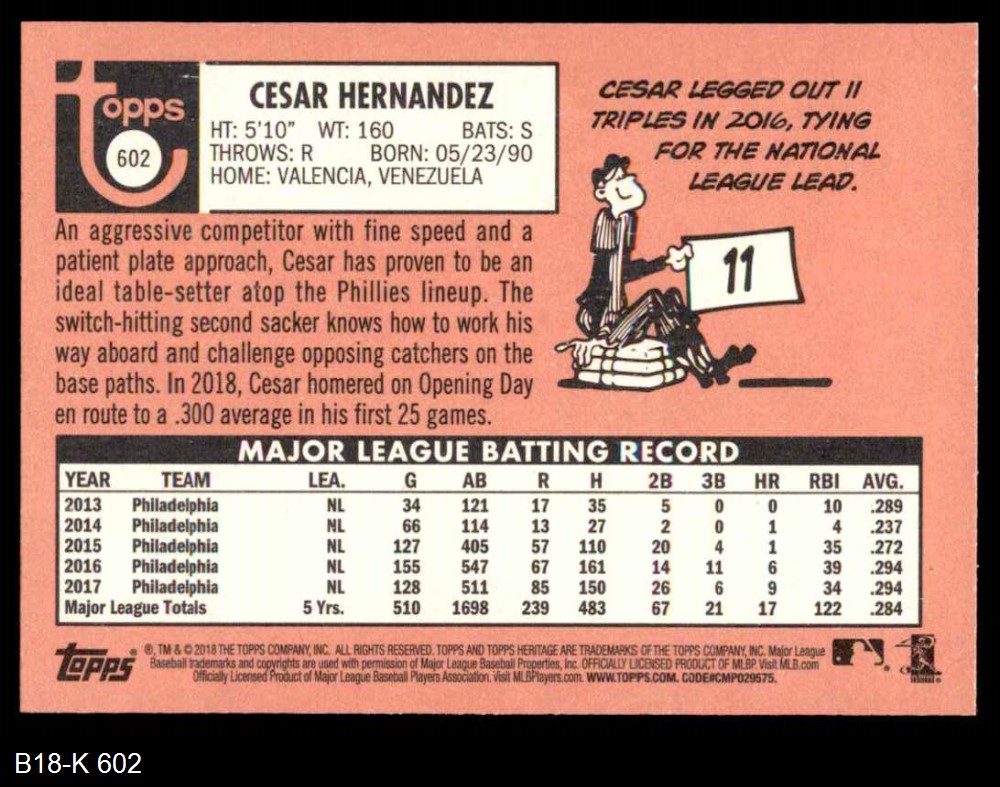 Topps
602
CESAR HERNANDEZ
HT: 5'10" WT: 160 BATS: S
THROWS: R BORN: 05/23/90
HOME: VALENCIA, VENEZUELA
CESAR LEGGED OUT 11
TRIPLES IN 2016, TYING
FOR THE NATIONAL
LEAGUE LEAD.
11
An aggressive competitor with fine speed and a
patient plate approach, Cesar has proven to be an
ideal table-setter atop the Phillies lineup. The
switch-hitting second sacker knows how to work his
way aboard and challenge opposing catchers on the
base paths. In 2018, Cesar homered on Opening Day
en route to a .300 average in his first 25 games.
MAJOR LEAGUE BATTING RECORD
YEAR TEAM LEA. G AB R H 2B 3B HR RBI AVG.
2013 Philadelphia NL 34 121 17 35 5 0 0 10 .289
2014 Philadelphia NL 66 114 13 27 2 0 1 4 .237
2015 Philadelphia NL 127 405 57 110 20 4 1 35 .272
2016 Philadelphia NL 155 547 67 161 14 11 6 39 .294
2017 Philadelphia NL 128 511 85 150 26 6 9 34 .294
Major League Totals 5 Yrs. 510 1698 239 483 67 21 17 122 .284
Topps ®, TM & © 2018 THE TOPPS COMPANY, INC. ALL RIGHTS RESERVED. TOPPS AND TOPPS HERITAGE ARE TRADEMARKS OF THE TOPPS COMPANY, INC. Major League
Baseball trademarks and copyrights are used with permission of Major League Baseball Properties, Inc. OFFICIALLY LICENSED PRODUCT OF MLBP. Visit MLB.com
Officially Licensed Product of Major League Baseball Players Association. Visit MLBPlayers.com. WWW.TOPPS.COM. CODE#CMP029575.
B18-K 602